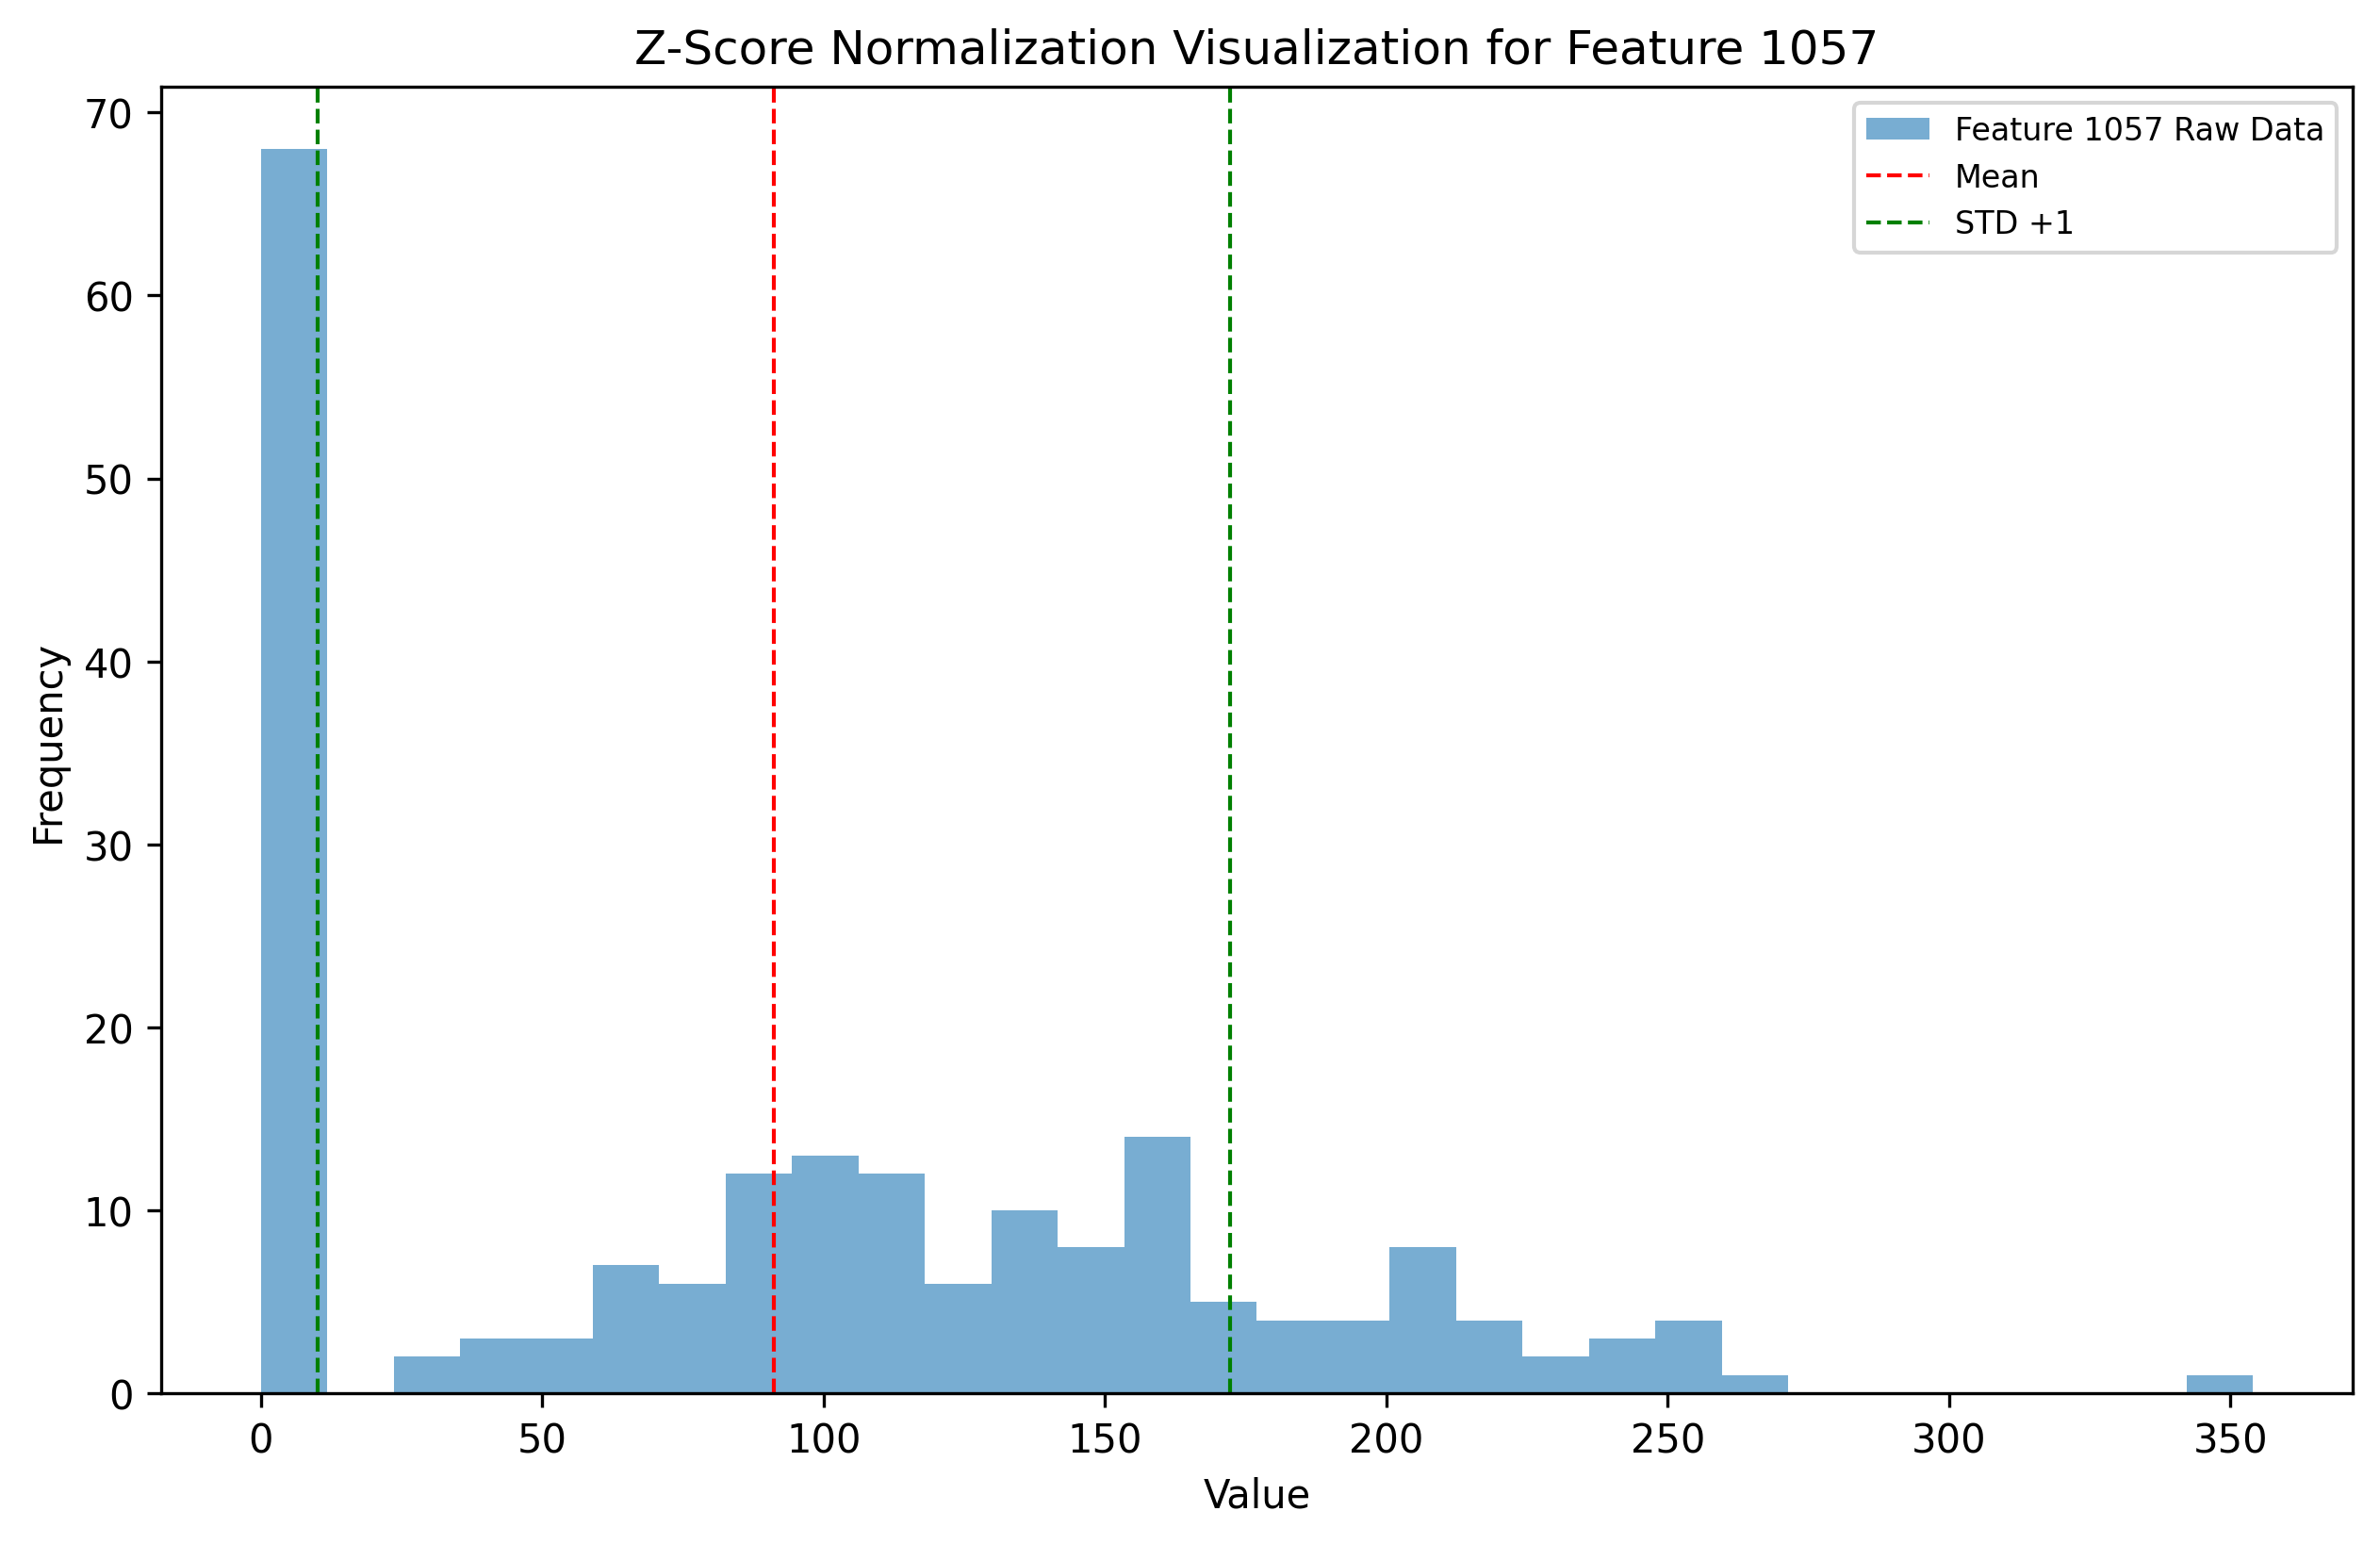 Z-Score Normalization Visualization for Feature 1057
Feature 1057 Raw Data
Mean
STD +1
Frequency
70
60
50
40
30
20
10
0
0 50 100 150 200 250 300 350
Value